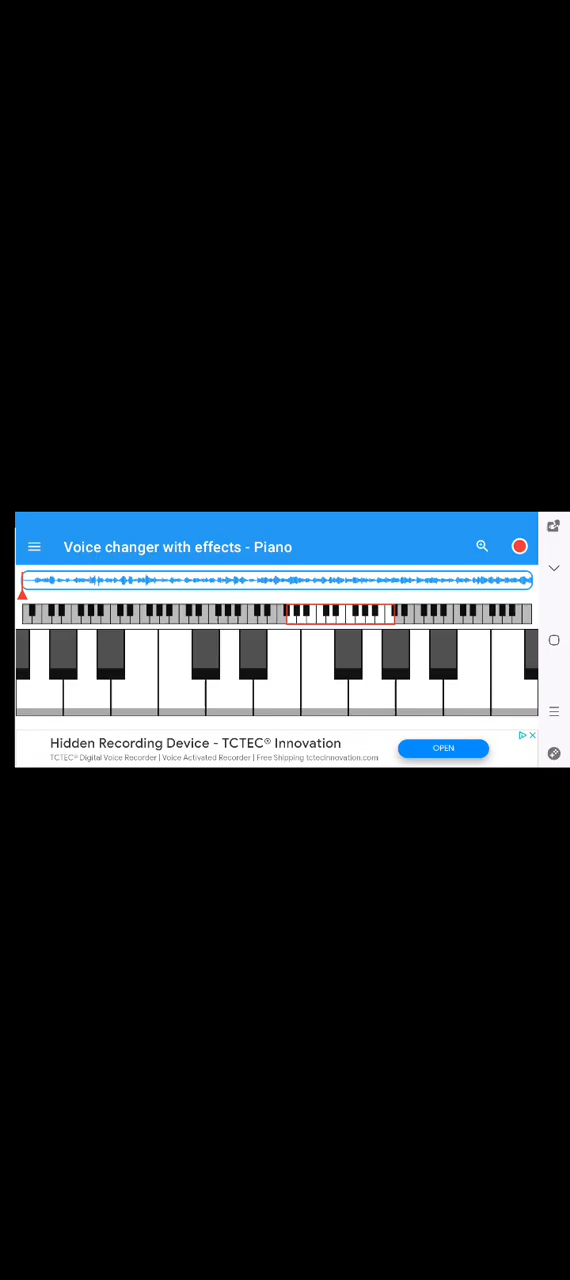 Voice changer with effects - Piano
Hidden Recording Device - TCTEC® Innovation
TCTEC® Digital Voice Recorder | Voice Activated Recorder | Free Shipping tctecinnovation.com
OPEN